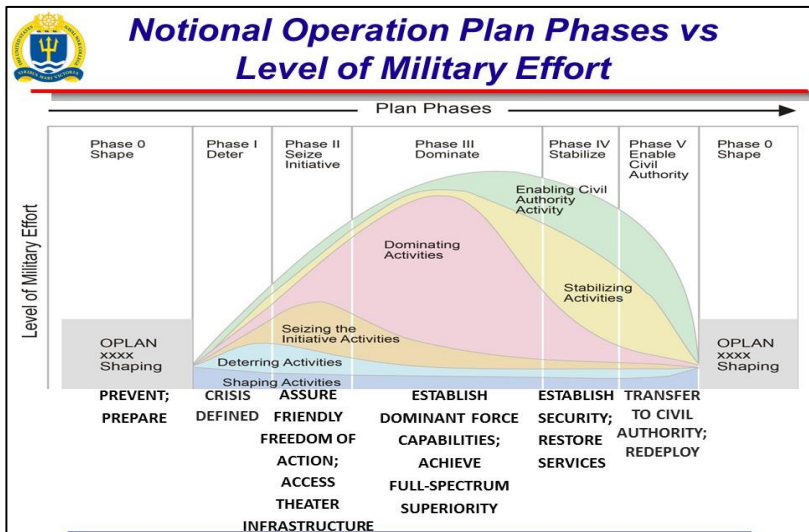 Notional Operation Plan Phases vs
Level of Military Effort
Plan Phases
Phase 0
Shape
Phase I
Deter
Phase II
Seize
Initiative
Phase III
Dominate
Phase IV
Stabilize
Phase V
Enable
Civil
Authority
Phase 0
Shape
Level of Military Effort
Enabling Civil
Authority
Activity
Dominating
Activities
Stabilizing
Activities
Seizing the
Initiative Activities
Deterring Activities
Shaping Activities
OPLAN
xxxx
Shaping
OPLAN
xxxx
Shaping
PREVENT;
PREPARE
CRISIS
DEFINED
ASSURE
FRIENDLY
FREEDOM OF
ACTION;
ACCESS
THEATER
INFRASTRUCTURE
ESTABLISH
DOMINANT FORCE
CAPABILITIES;
ACHIEVE
FULL-SPECTRUM
SUPERIORITY
ESTABLISH
SECURITY;
RESTORE
SERVICES
TRANSFER
TO CIVIL
AUTHORITY;
REDEPLOY